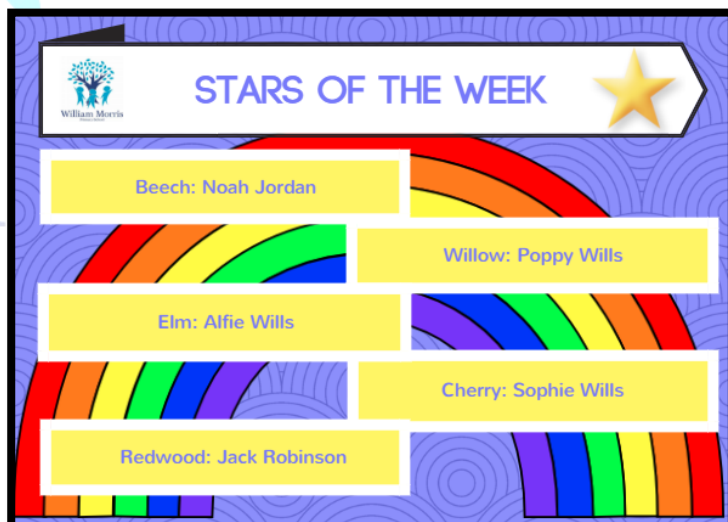 STARS OF THE WEEK
William Morris
Beech: Noah Jordan
Willow: Poppy Wills
Elm: Alfie Wills
Cherry: Sophie Wills
Redwood: Jack Robinson